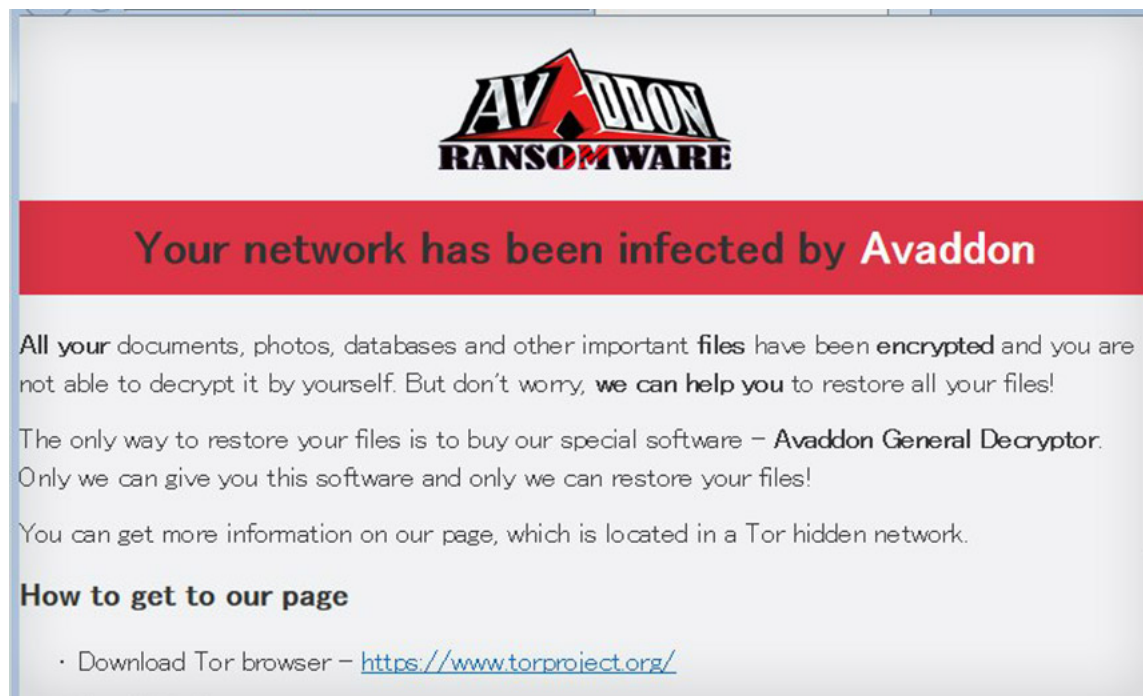 AVADDON
RANSOMWARE
Your network has been infected by Avaddon
All your documents, photos, databases and other important files have been encrypted and you are
not able to decrypt it by yourself. But don't worry, we can help you to restore all your files!
The only way to restore your files is to buy our special software – Avaddon General Decryptor.
Only we can give you this software and only we can restore your files!
You can get more information on our page, which is located in a Tor hidden network.
How to get to our page
・Download Tor browser – https://www.torproject.org/